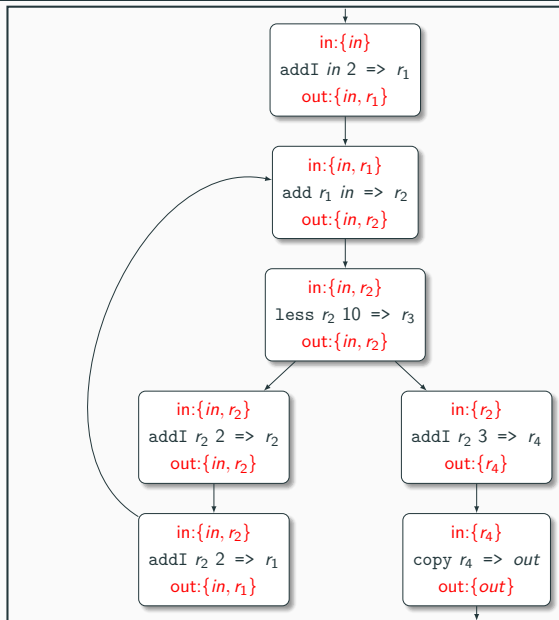 in:{in}
addI in 2 => r₁
out:{in, r₁}
in:{in, r₁}
add r₁ in => r₂
out:{in, r₂}
in:{in, r₂}
less r₂ 10 => r₃
out:{in, r₂}
in:{in, r₂}
addI r₂ 2 => r₂
out:{in, r₂}
in:{r₂}
addI r₂ 3 => r₄
out:{r₄}
in:{in, r₂}
addI r₂ 2 => r₁
out:{in, r₁}
in:{r₄}
copy r₄ => out
out:{out}